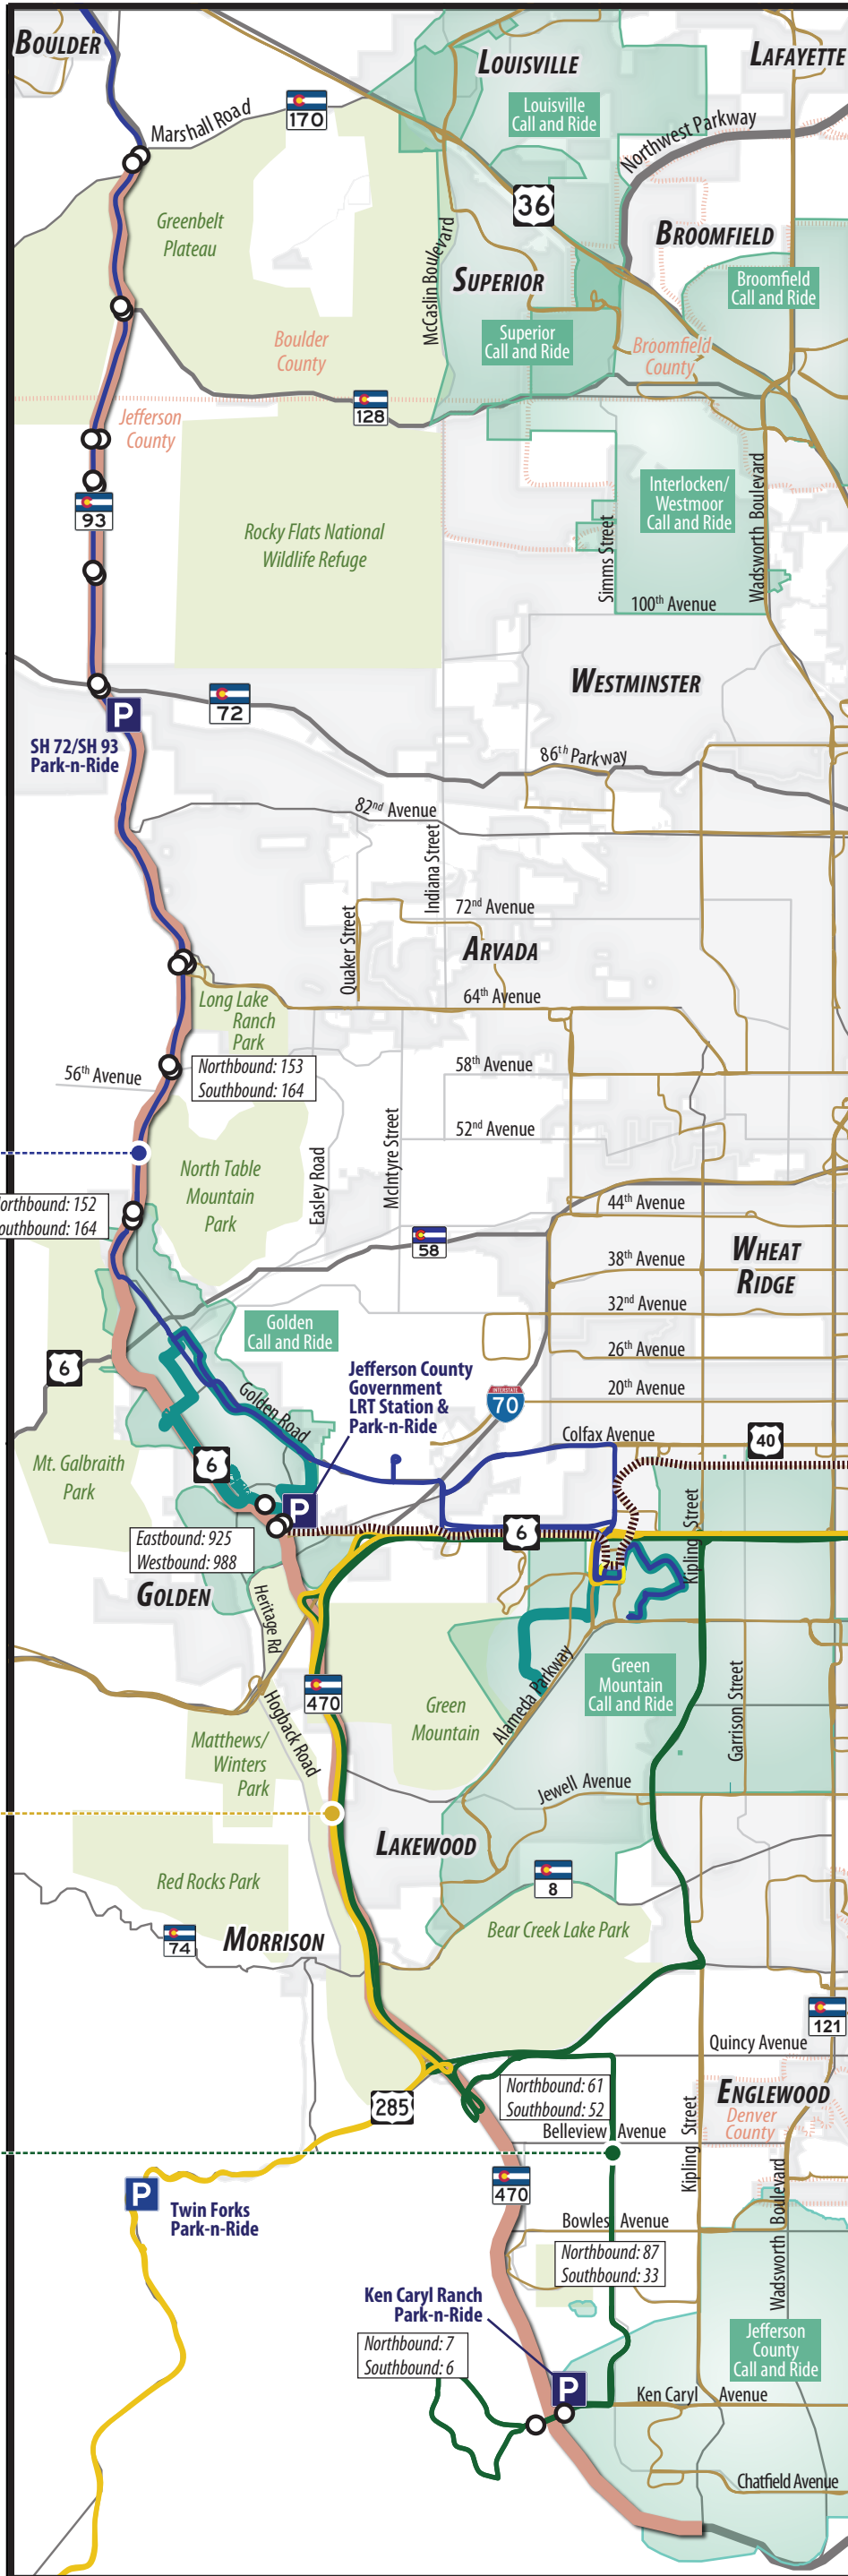 BOULDER
LOUISVILLE
LAFAYETTE
Marshall Road
170
Louisville
Call and Ride
Northwest Parkway
36
Greenbelt
Plateau
McCaslin Boulevard
BROOMFIELD
SUPERIOR
Broomfield
Call and Ride
Boulder
County
Superior
Call and Ride
Broomfield
County
128
Jefferson
County
93
Rocky Flats National
Wildlife Refuge
Interlocken/
Westmoor
Call and Ride
Simms Street
Wadsworth Boulevard
100th Avenue
WESTMINSTER
72
P
SH 72/SH 93
Park-n-Ride
86th Parkway
82nd Avenue
Indiana Street
Quaker Street
72nd Avenue
ARVADA
64th Avenue
Long Lake
Ranch
Park
56th Avenue
Northbound: 153
Southbound: 164
58th Avenue
52nd Avenue
McIntyre Street
Easley Road
North Table
Mountain
Park
orthbound: 152
outhbound: 164
44th Avenue
58
38th Avenue
WHEAT
RIDGE
32nd Avenue
Golden
Call and Ride
26th Avenue
6
Jefferson County
Government
LRT Station &
Park-n-Ride
INTERSTATE
70
20th Avenue
Golden Road
Colfax Avenue
40
Mt. Galbraith
Park
6
P
6
Kipling Street
Eastbound: 925
Westbound: 988
GOLDEN
Heritage Rd
470
Hogback Road
Green
Mountain
Alameda Parkway
Green
Mountain
Call and Ride
Garrison Street
Matthews/
Winters
Park
Jewell Avenue
LAKEWOOD
Red Rocks Park
8
Bear Creek Lake Park
74
MORRISON
121
Quincy Avenue
285
Northbound: 61
Southbound: 52
ENGLEWOOD
Denver
County
Belleview Avenue
Kipling Street
P
Twin Forks
Park-n-Ride
470
Wadsworth Boulevard
Bowles Avenue
Northbound: 87
Southbound: 33
Ken Caryl Ranch
Park-n-Ride
Northbound: 7
Southbound: 6
Jefferson
County
Call and Ride
P
Ken Caryl Avenue
Chatfield Avenue